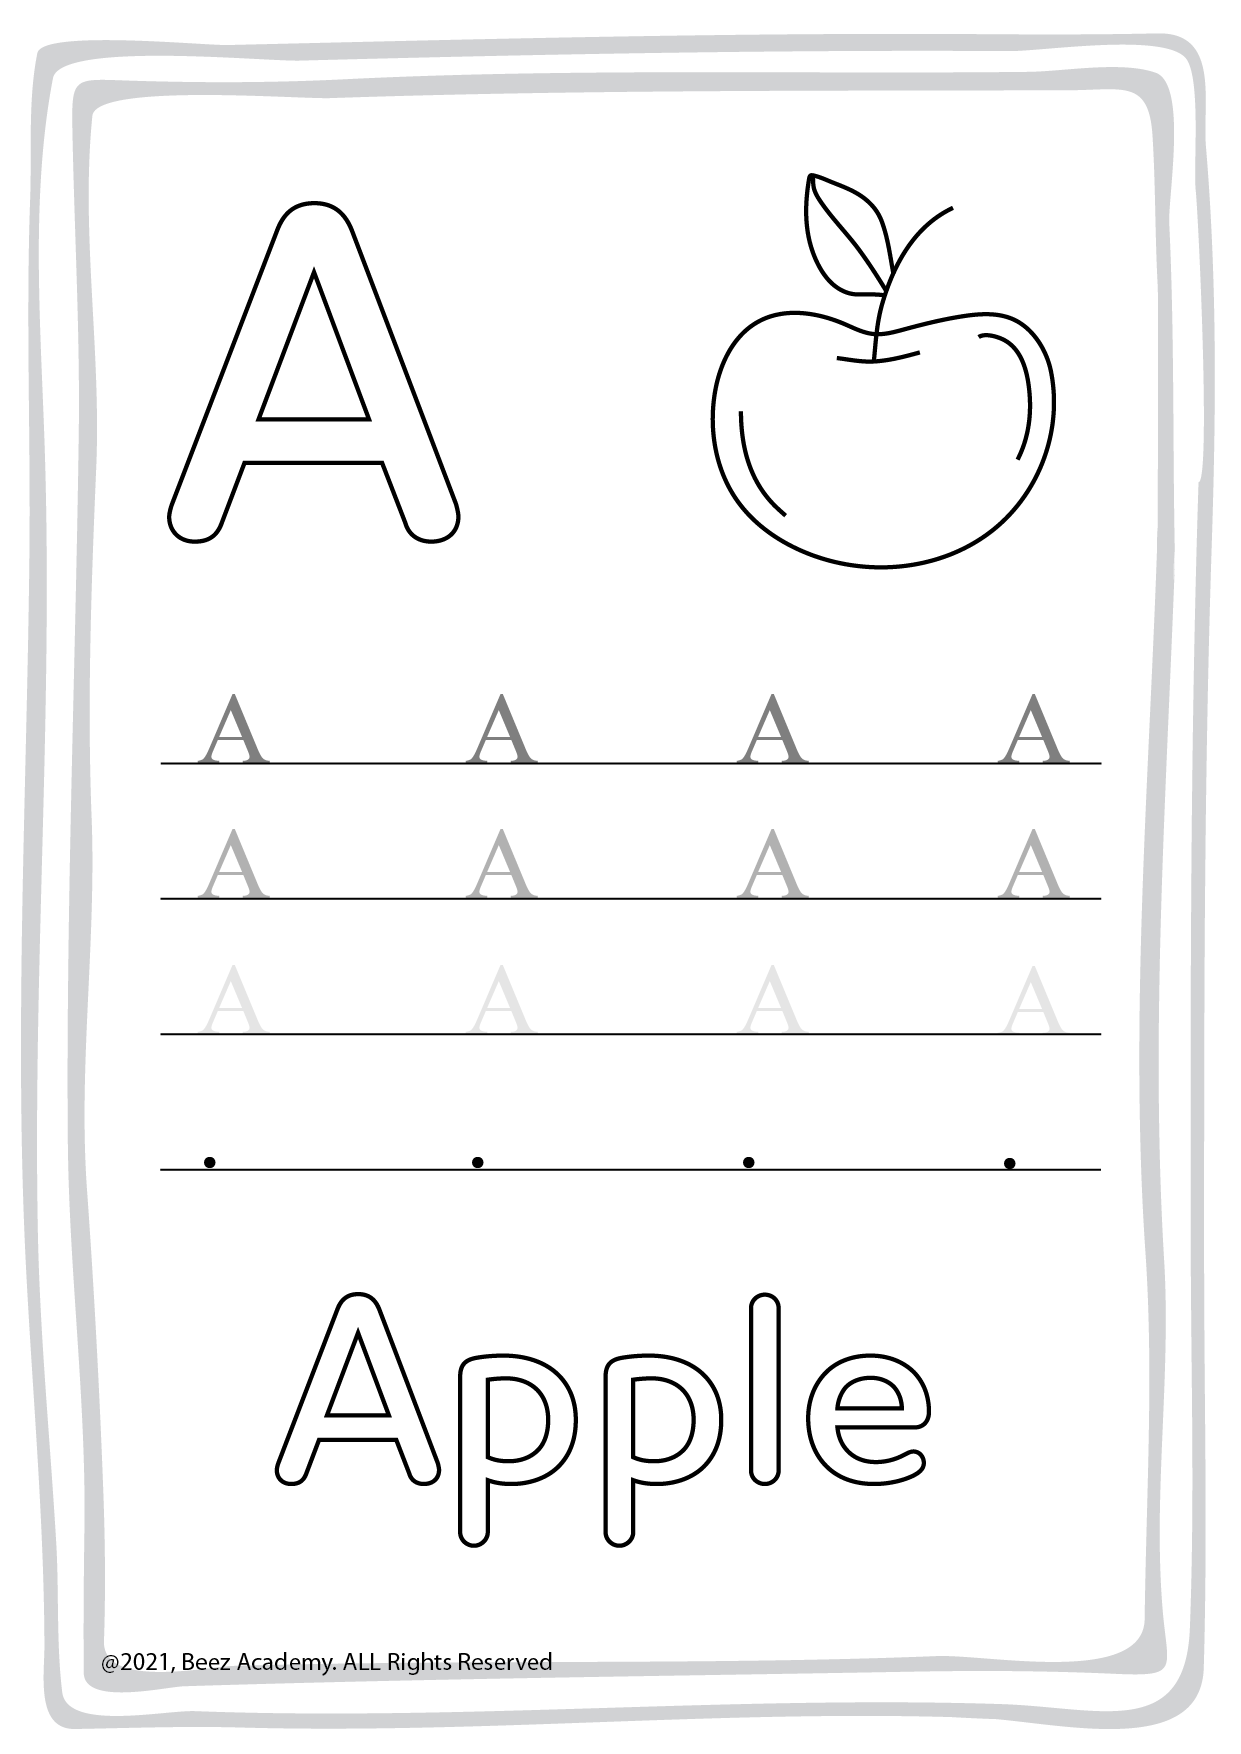 A
A A A A
A A A A
A A A A
. . . .
Apple
@2021, Beez Academy. ALL Rights Reserved